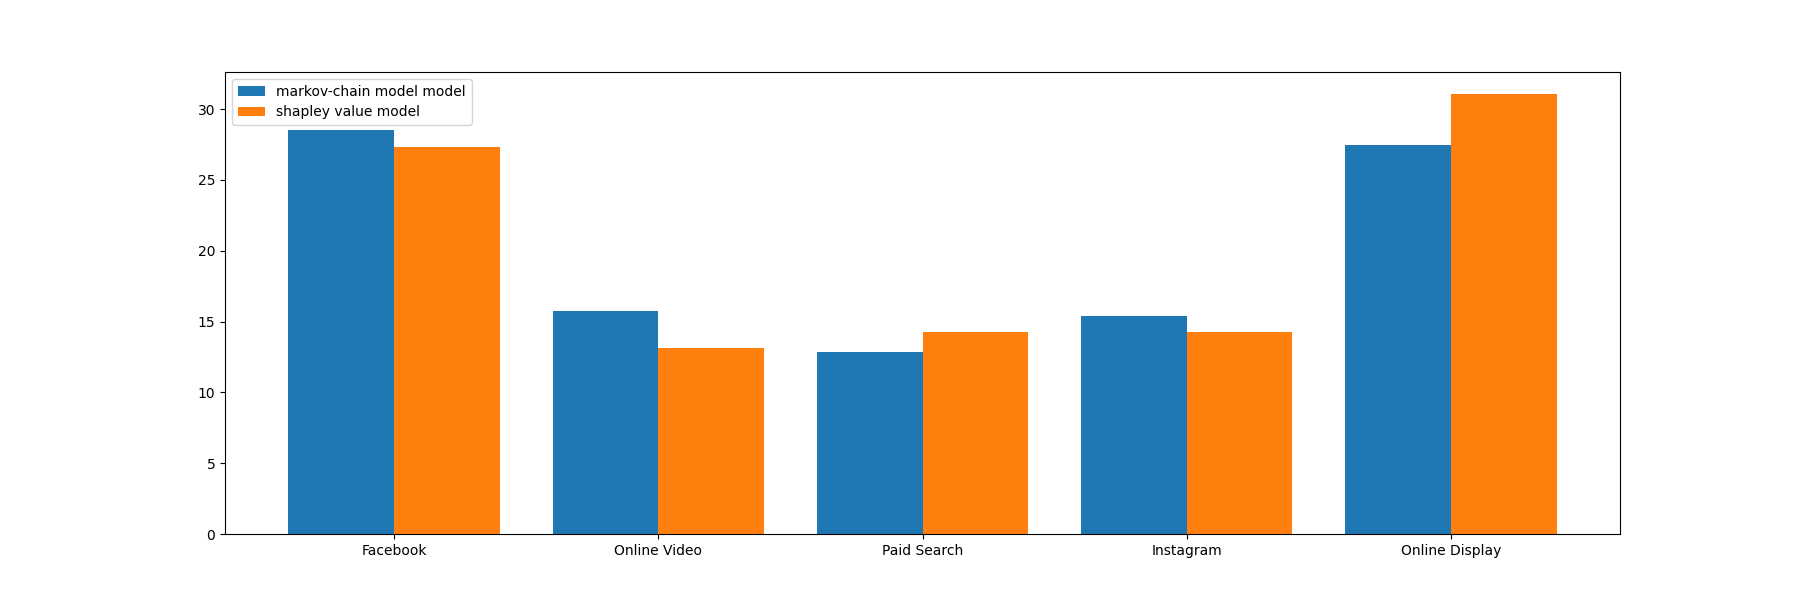 markov-chain model model
shapley value model
30
25
20
15
10
5
0
Facebook
Online Video
Paid Search
Instagram
Online Display